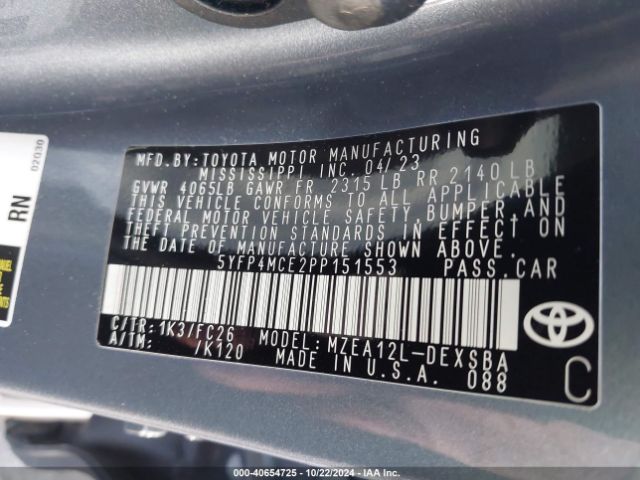 MFD.BY:TOYOTA MOTOR MANUFACTURING
MISSISSIPPI, INC. 04/23
GVWR 4065LB GAWR FR 2315 LB RR 2140 LB
THIS VEHICLE CONFORMS TO ALL APPLICABLE
FEDERAL MOTOR VEHICLE SAFETY,BUMPER,AND
THEFT PREVENTION STANDARDS IN EFFECT ON
THE DATE OF MANUFACTURE SHOWN ABOVE.
5YFP4MCE2PP151553 PASS.CAR
C/TR:1K3/FC26 MODEL:MZEA12L-DEXSBA
A/TM: /K120 MADE IN U.S.A. 088
C
RN
02030
000-40654725 - 10/22/2024 - IAA Inc.